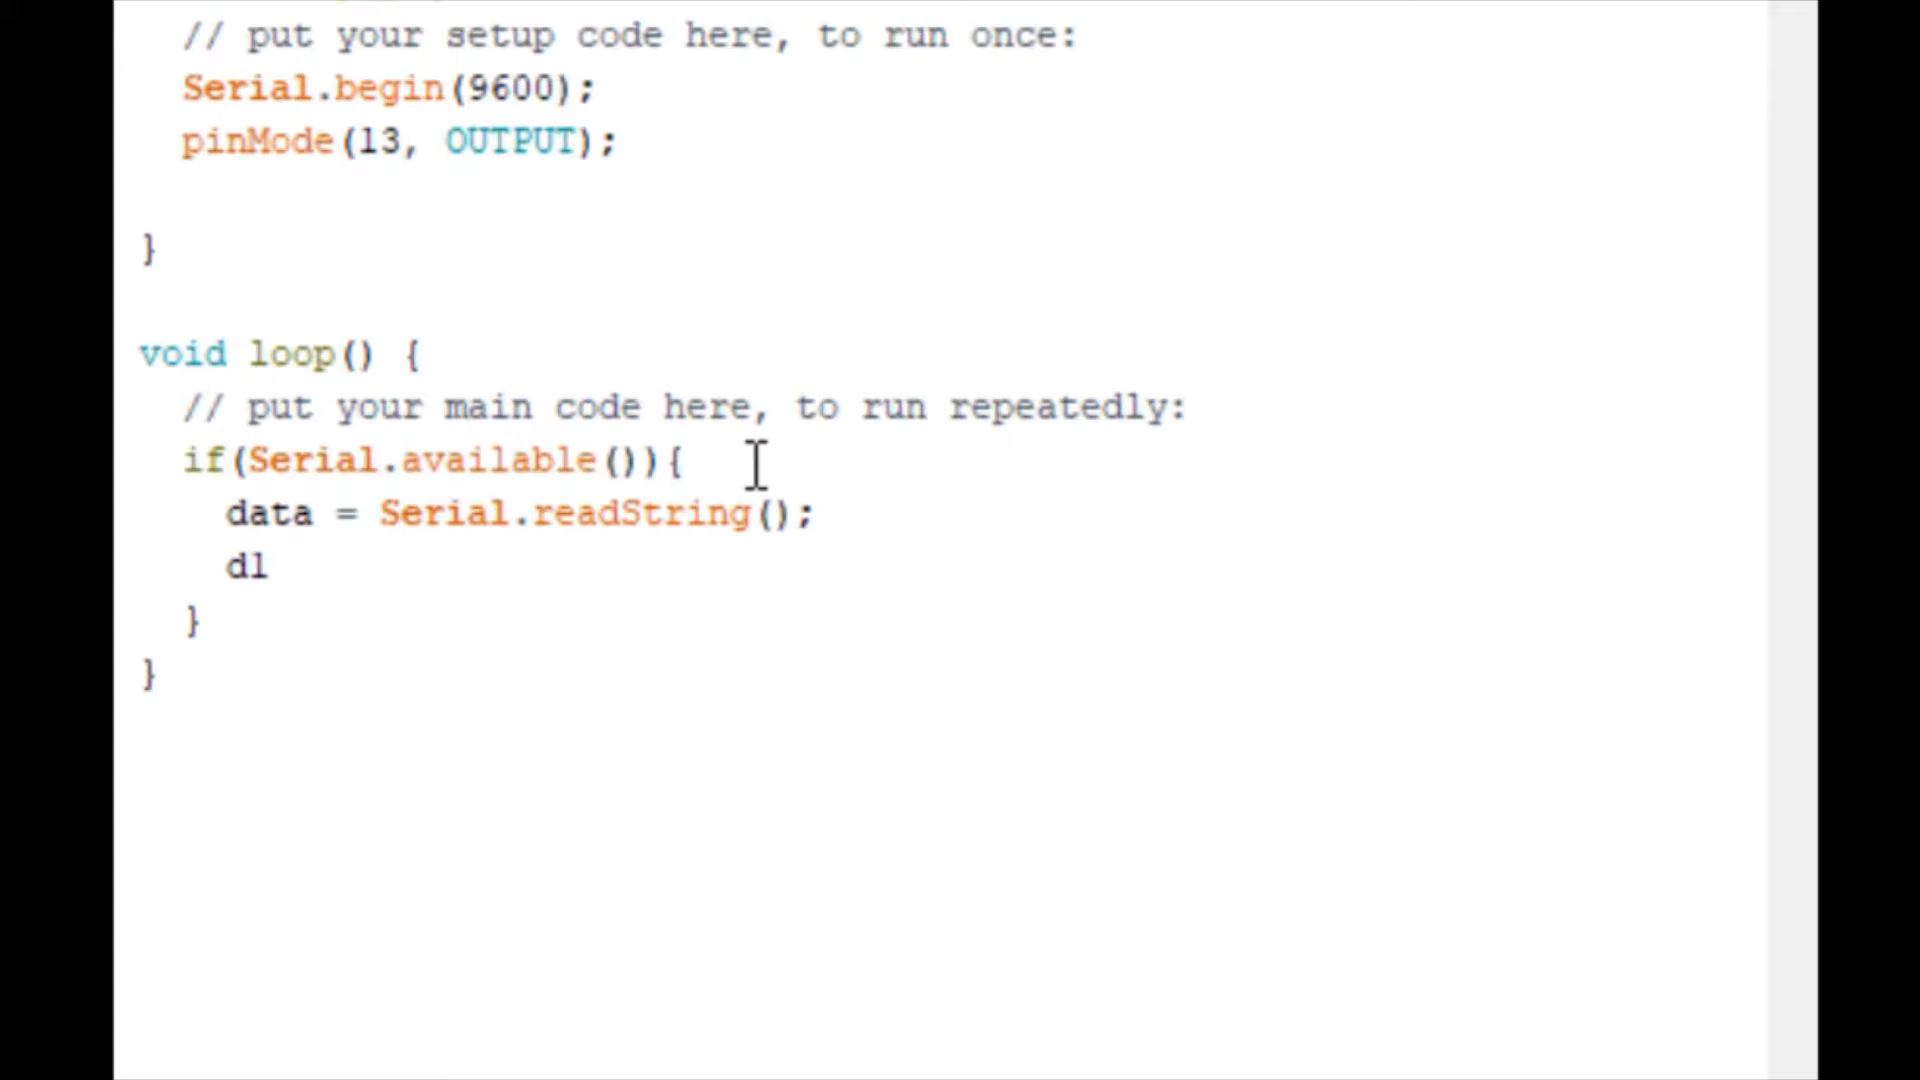 // put your setup code here, to run once:
Serial.begin(9600);
pinMode(13, OUTPUT);
}
void loop() {
// put your main code here, to run repeatedly:
if(Serial.available()){
data = Serial.readString();
dl
}
}